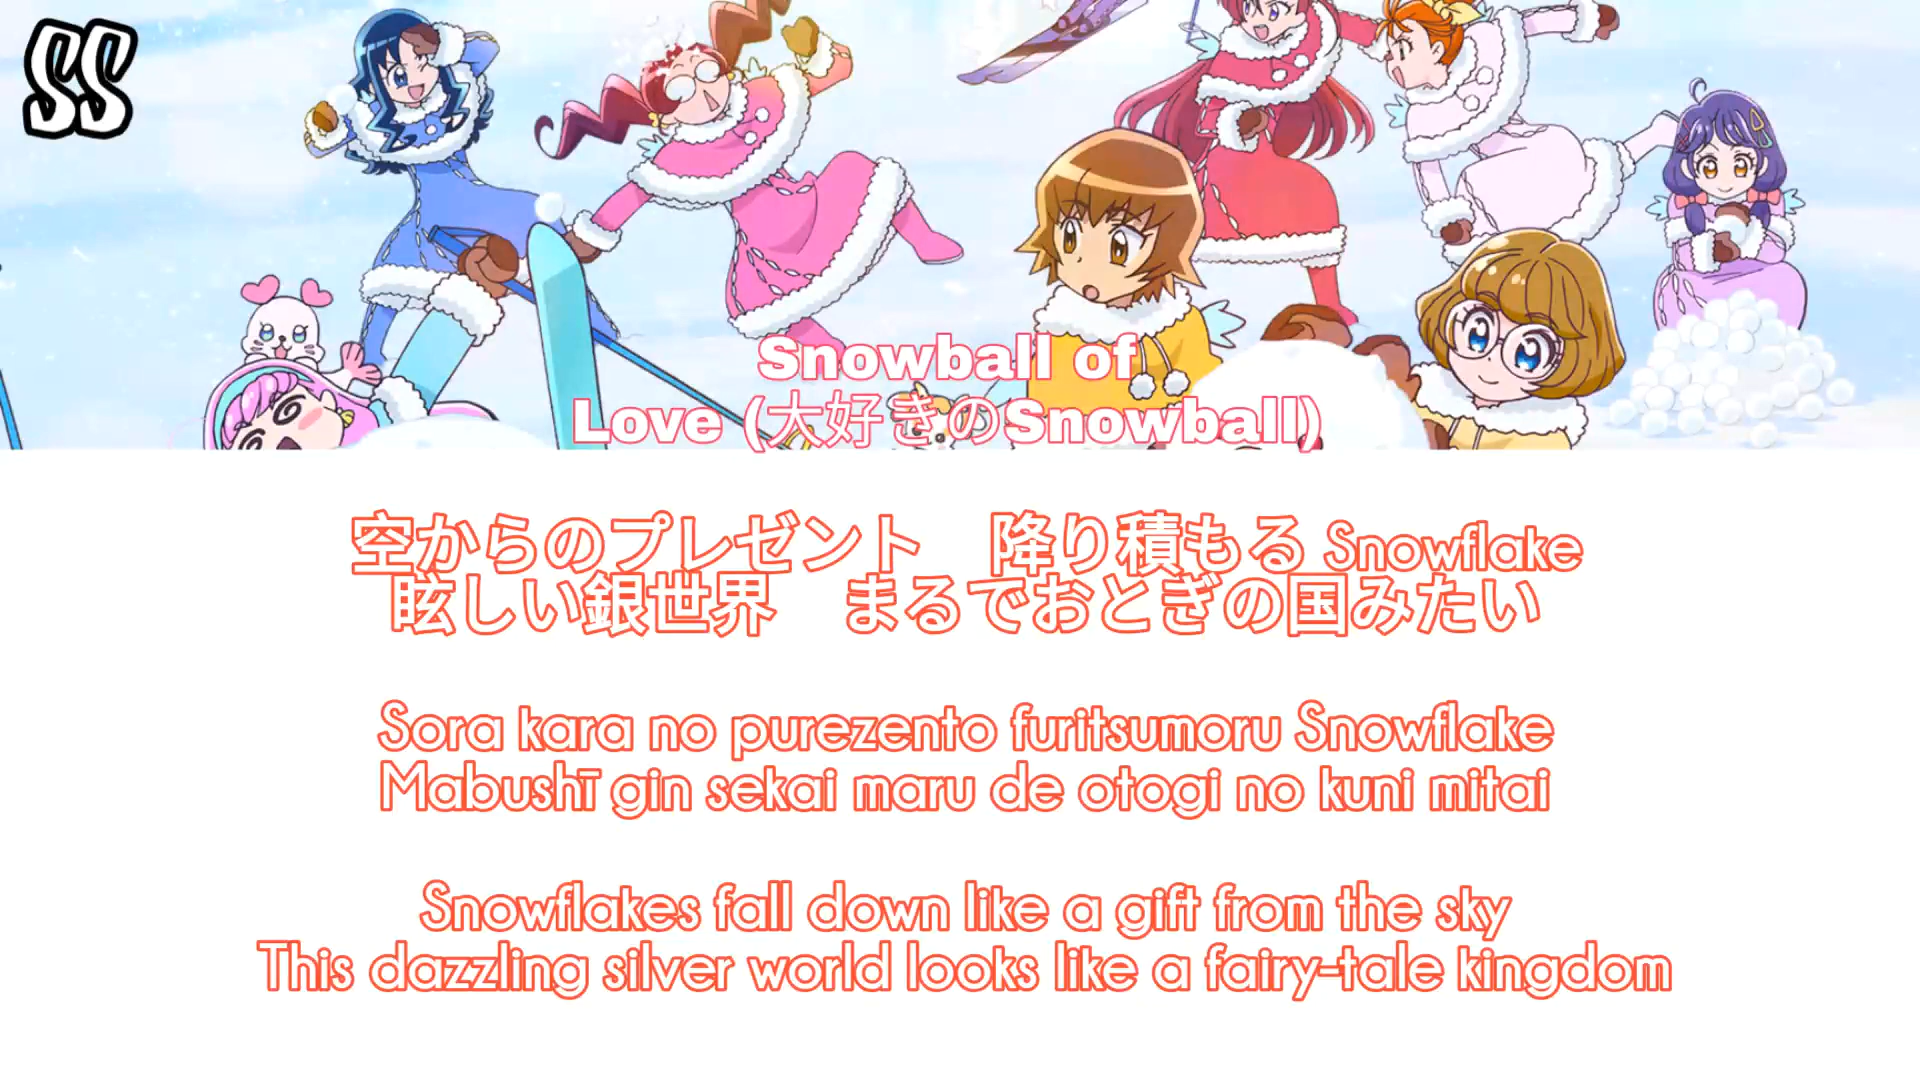 SS
Snowball of
Love (大好きのSnowball)
空からのプレゼント　降り積もる Snowflake
眩しい銀世界　まるでおとぎの国みたい
Sora kara no purezento furitsumoru Snowflake
Mabushī gin sekai maru de otogi no kuni mitai
Snowflakes fall down like a gift from the sky
This dazzling silver world looks like a fairy-tale kingdom